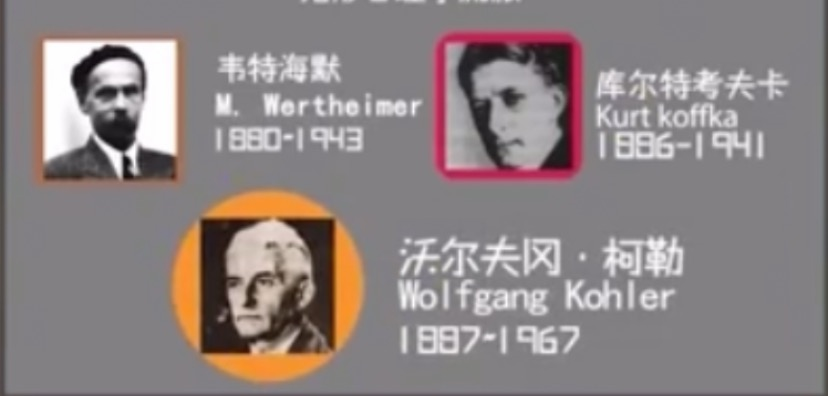 韦特海默
M. Wertheimer
1880-1943
库尔特考夫卡
Kurt koffka
1886-1941
沃尔夫冈·柯勒
Wolfgang Kohler
1887~1967